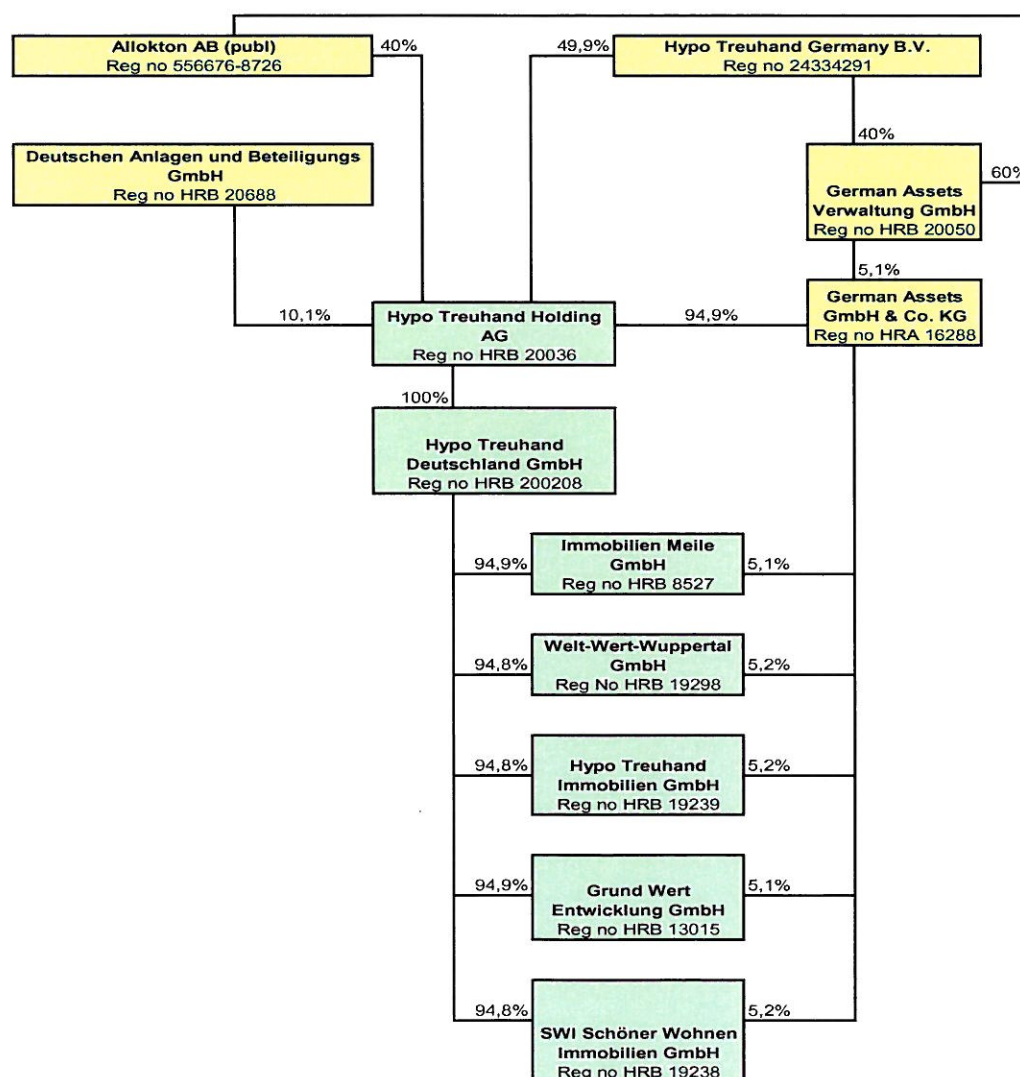 Allokton AB (publ)
Reg no 556676-8726
40%
49,9%
Hypo Treuhand Germany B.V.
Reg no 24334291
Deutschen Anlagen und Beteiligungs
GmbH
Reg no HRB 20688
40%
German Assets
Verwaltung GmbH
Reg no HRB 20050
60%
5,1%
10,1%
Hypo Treuhand Holding
AG
Reg no HRB 20036
94,9%
German Assets
GmbH & Co. KG
Reg no HRA 16288
100%
Hypo Treuhand
Deutschland GmbH
Reg no HRB 200208
94,9%
Immobilien Meile
GmbH
Reg no HRB 8527
5,1%
94,8%
Welt-Wert-Wuppertal
GmbH
Reg No HRB 19298
5,2%
94,8%
Hypo Treuhand
Immobilien GmbH
Reg no HRB 19239
5,2%
94,9%
Grund Wert
Entwicklung GmbH
Reg no HRB 13015
5,1%
94,8%
SWI Schöner Wohnen
Immobilien GmbH
Reg no HRB 19238
5,2%